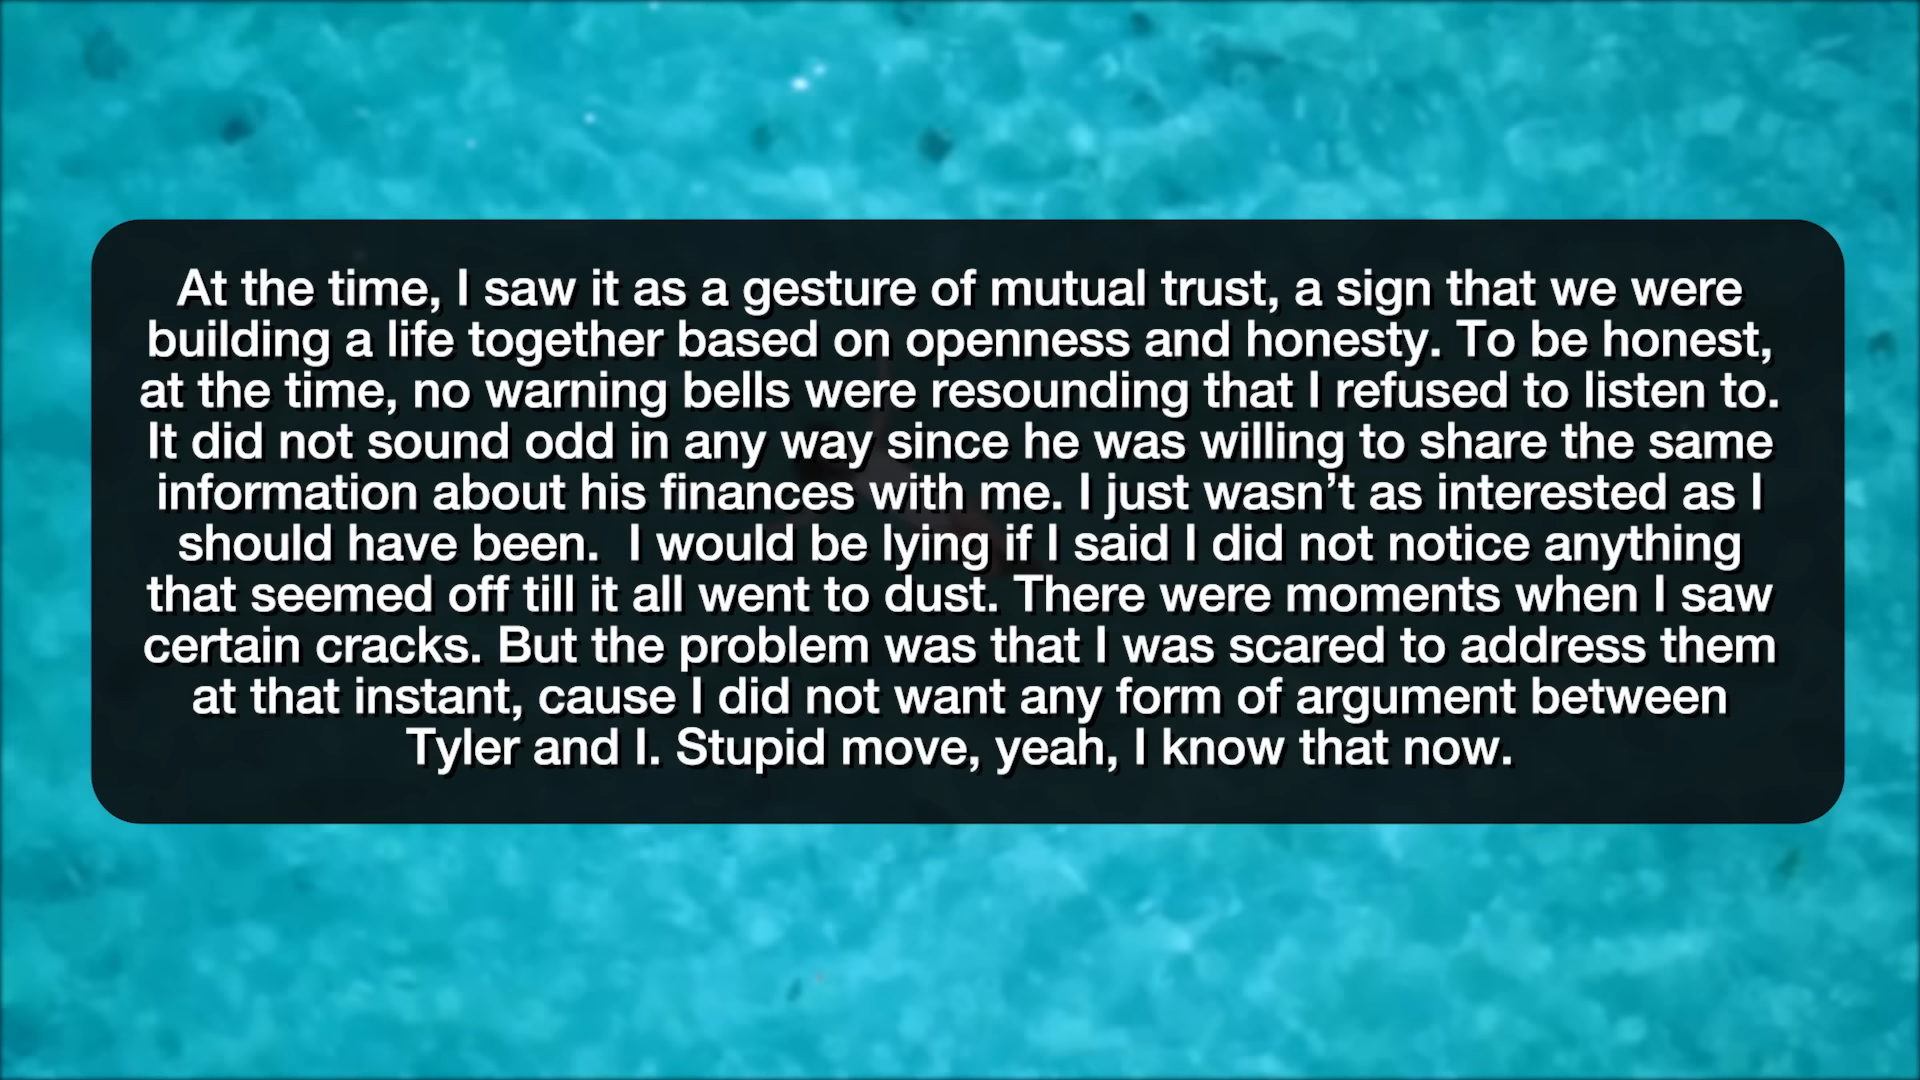 At the time, I saw it as a gesture of mutual trust, a sign that we were
building a life together based on openness and honesty. To be honest,
at the time, no warning bells were resounding that I refused to listen to.
It did not sound odd in any way since he was willing to share the same
information about his finances with me. I just wasn’t as interested as I
should have been.  I would be lying if I said I did not notice anything
that seemed off till it all went to dust. There were moments when I saw
certain cracks. But the problem was that I was scared to address them
at that instant, cause I did not want any form of argument between
Tyler and I. Stupid move, yeah, I know that now.